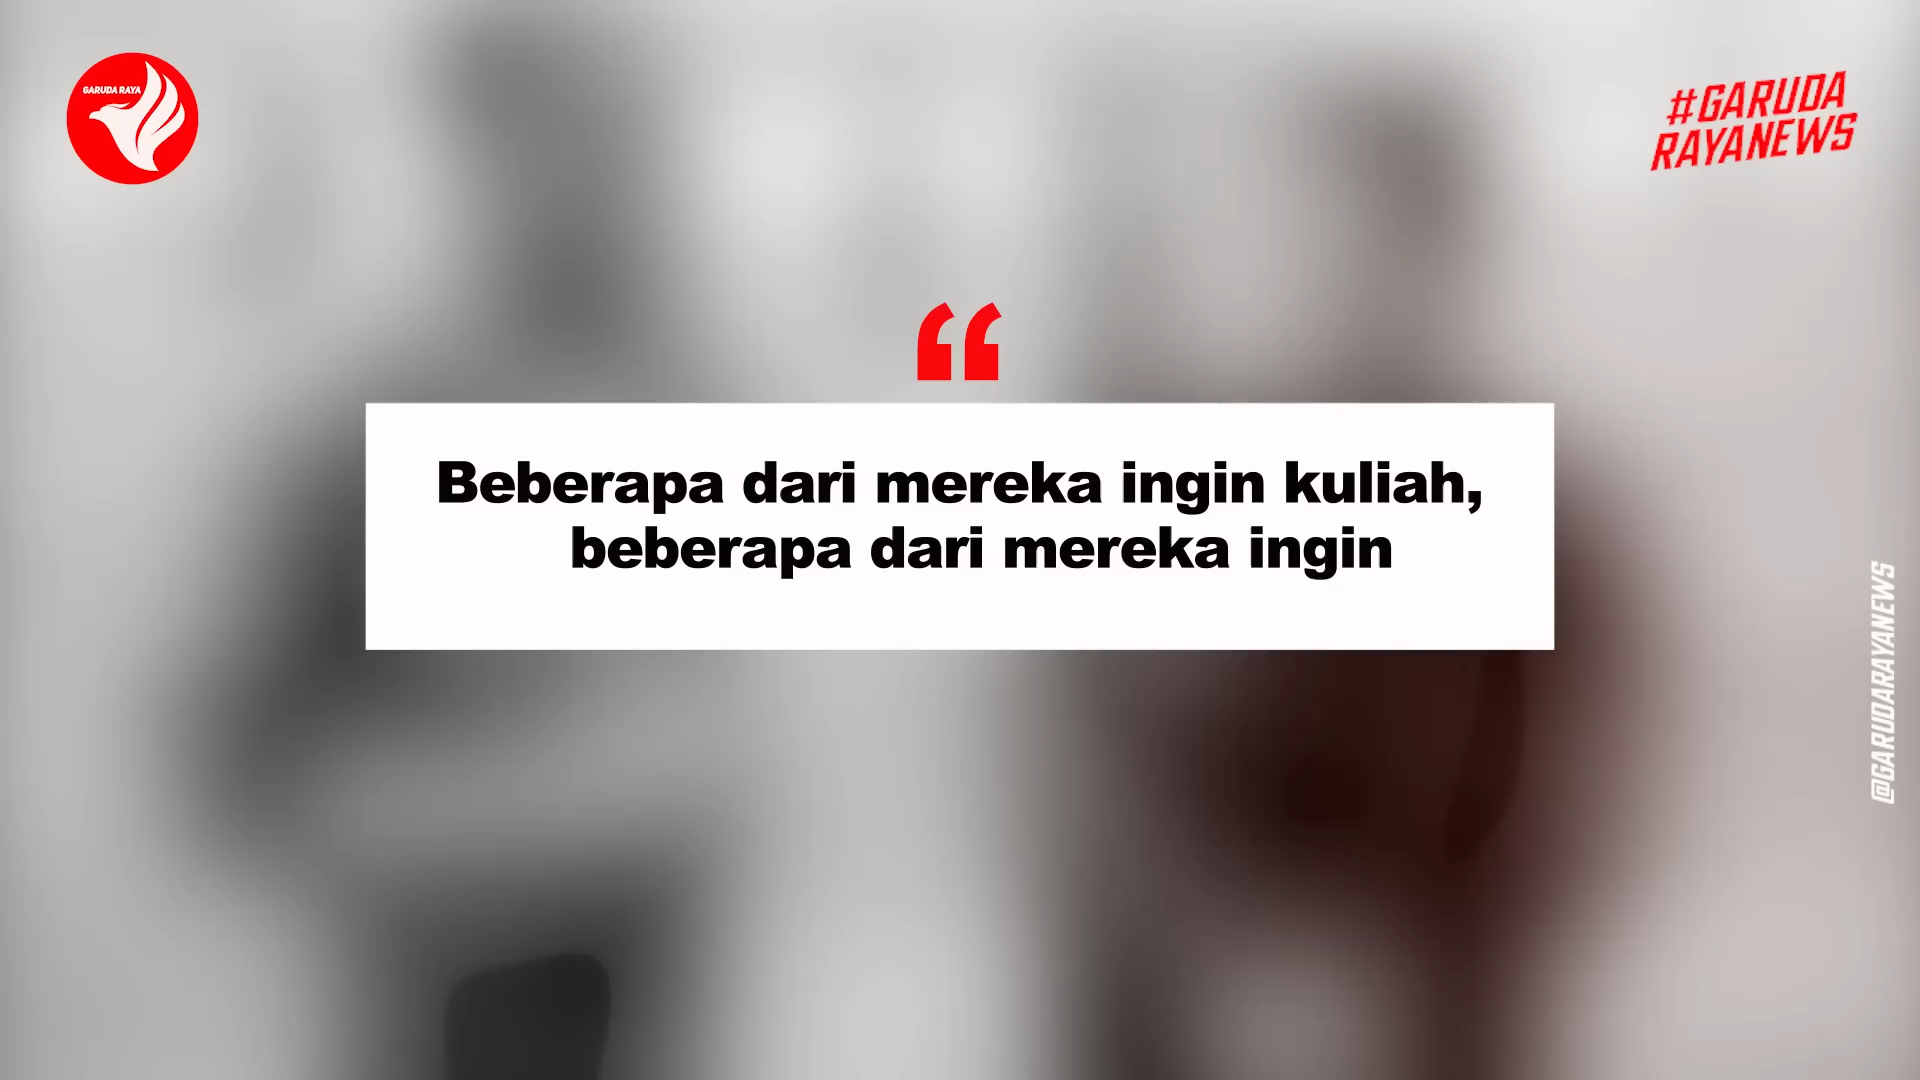 GARUDA RAYA
#GARUDA
RAYANEWS
“
Beberapa dari mereka ingin kuliah,
beberapa dari mereka ingin
@GARUDARAYANEWS